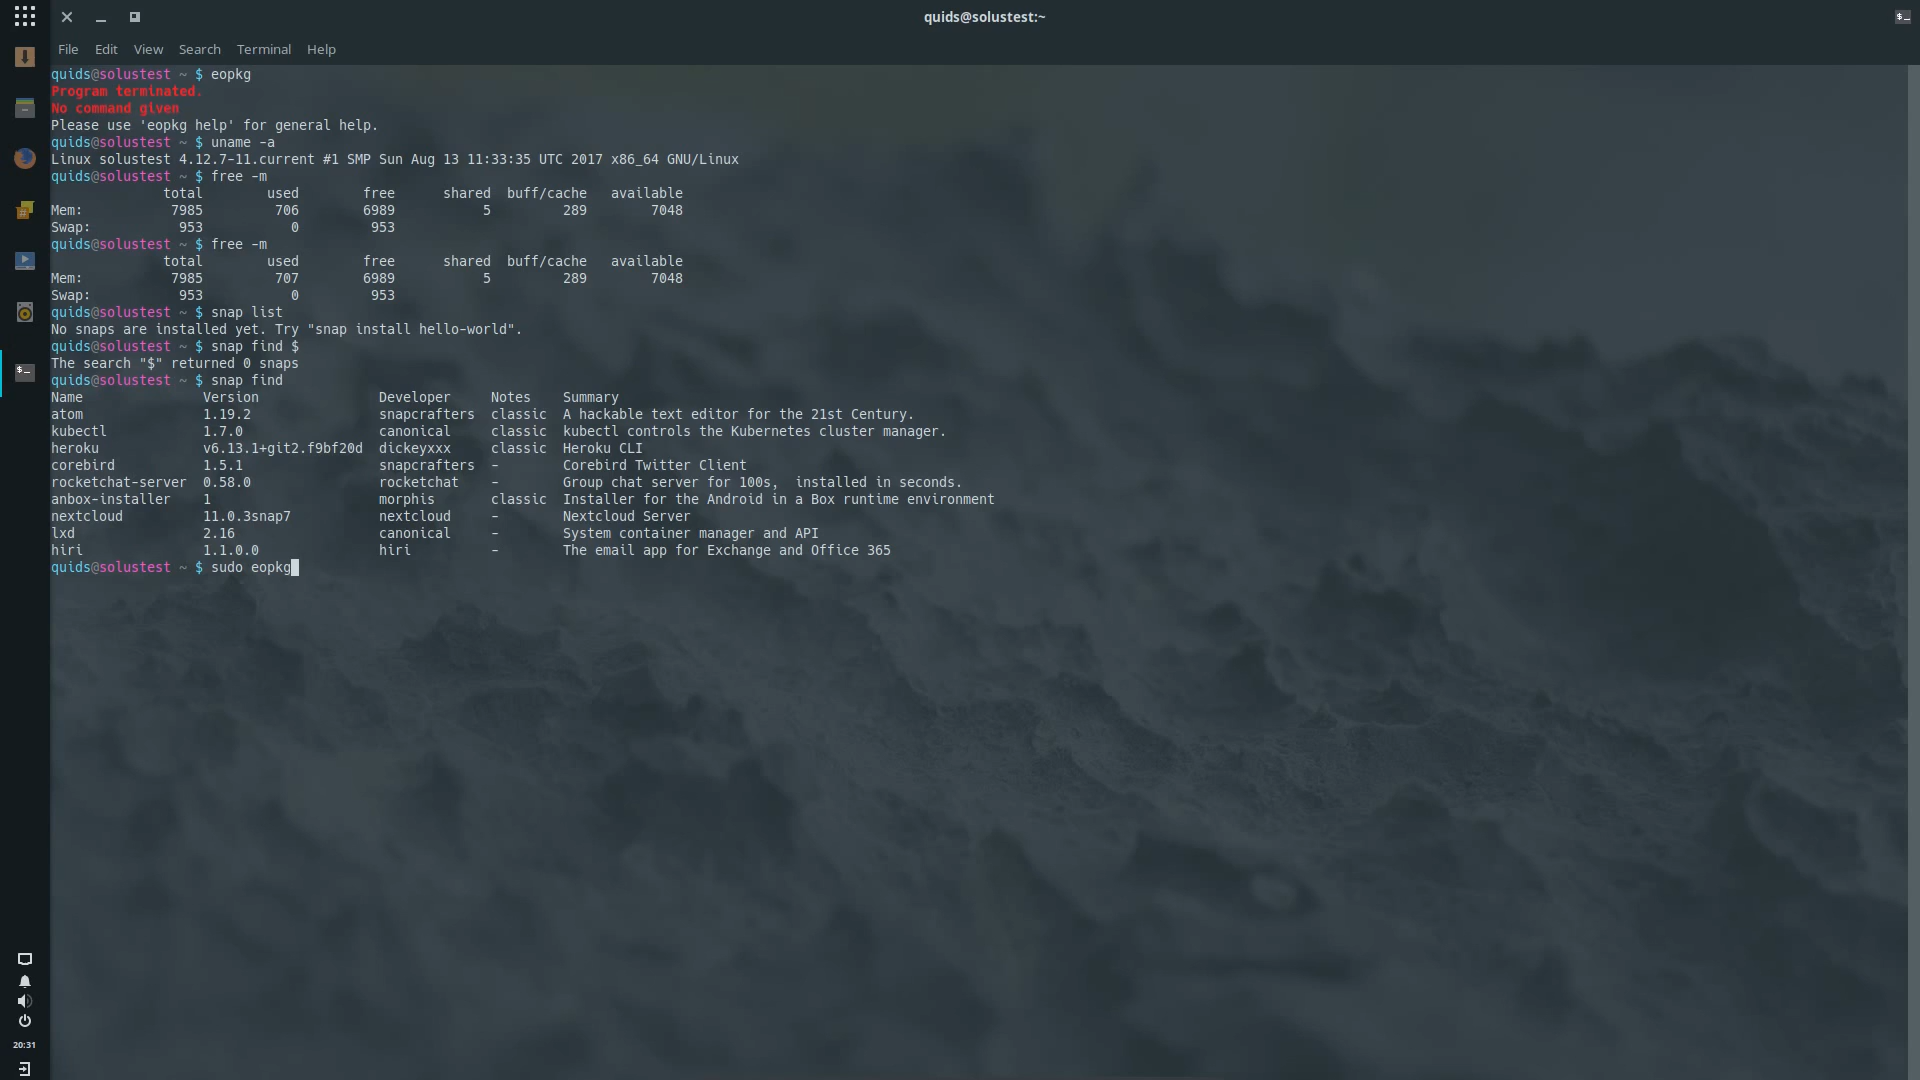 quids@solustest:~
$_
File Edit View Search Terminal Help
quids@solustest ~ $ eopkg
Program terminated.
No command given
Please use 'eopkg help' for general help.
quids@solustest ~ $ uname -a
Linux solustest 4.12.7-11.current #1 SMP Sun Aug 13 11:33:35 UTC 2017 x86_64 GNU/Linux
quids@solustest ~ $ free -m
total used free shared buff/cache available
Mem: 7985 706 6989 5 289 7048
Swap: 953 0 953
quids@solustest ~ $ free -m
total used free shared buff/cache available
Mem: 7985 707 6989 5 289 7048
Swap: 953 0 953
quids@solustest ~ $ snap list
No snaps are installed yet. Try "snap install hello-world".
quids@solustest ~ $ snap find $
The search "$" returned 0 snaps
quids@solustest ~ $ snap find
Name Version Developer Notes Summary
atom 1.19.2 snapcrafters classic A hackable text editor for the 21st Century.
kubectl 1.7.0 canonical classic kubectl controls the Kubernetes cluster manager.
heroku v6.13.1+git2.f9bf20d dickeyxxx classic Heroku CLI
corebird 1.5.1 snapcrafters - Corebird Twitter Client
rocketchat-server 0.58.0 rocketchat - Group chat server for 100s, installed in seconds.
anbox-installer 1 morphis classic Installer for the Android in a Box runtime environment
nextcloud 11.0.3snap7 nextcloud - Nextcloud Server
lxd 2.16 canonical - System container manager and API
hiri 1.1.0.0 hiri - The email app for Exchange and Office 365
quids@solustest ~ $ sudo eopkg
$_
20:31